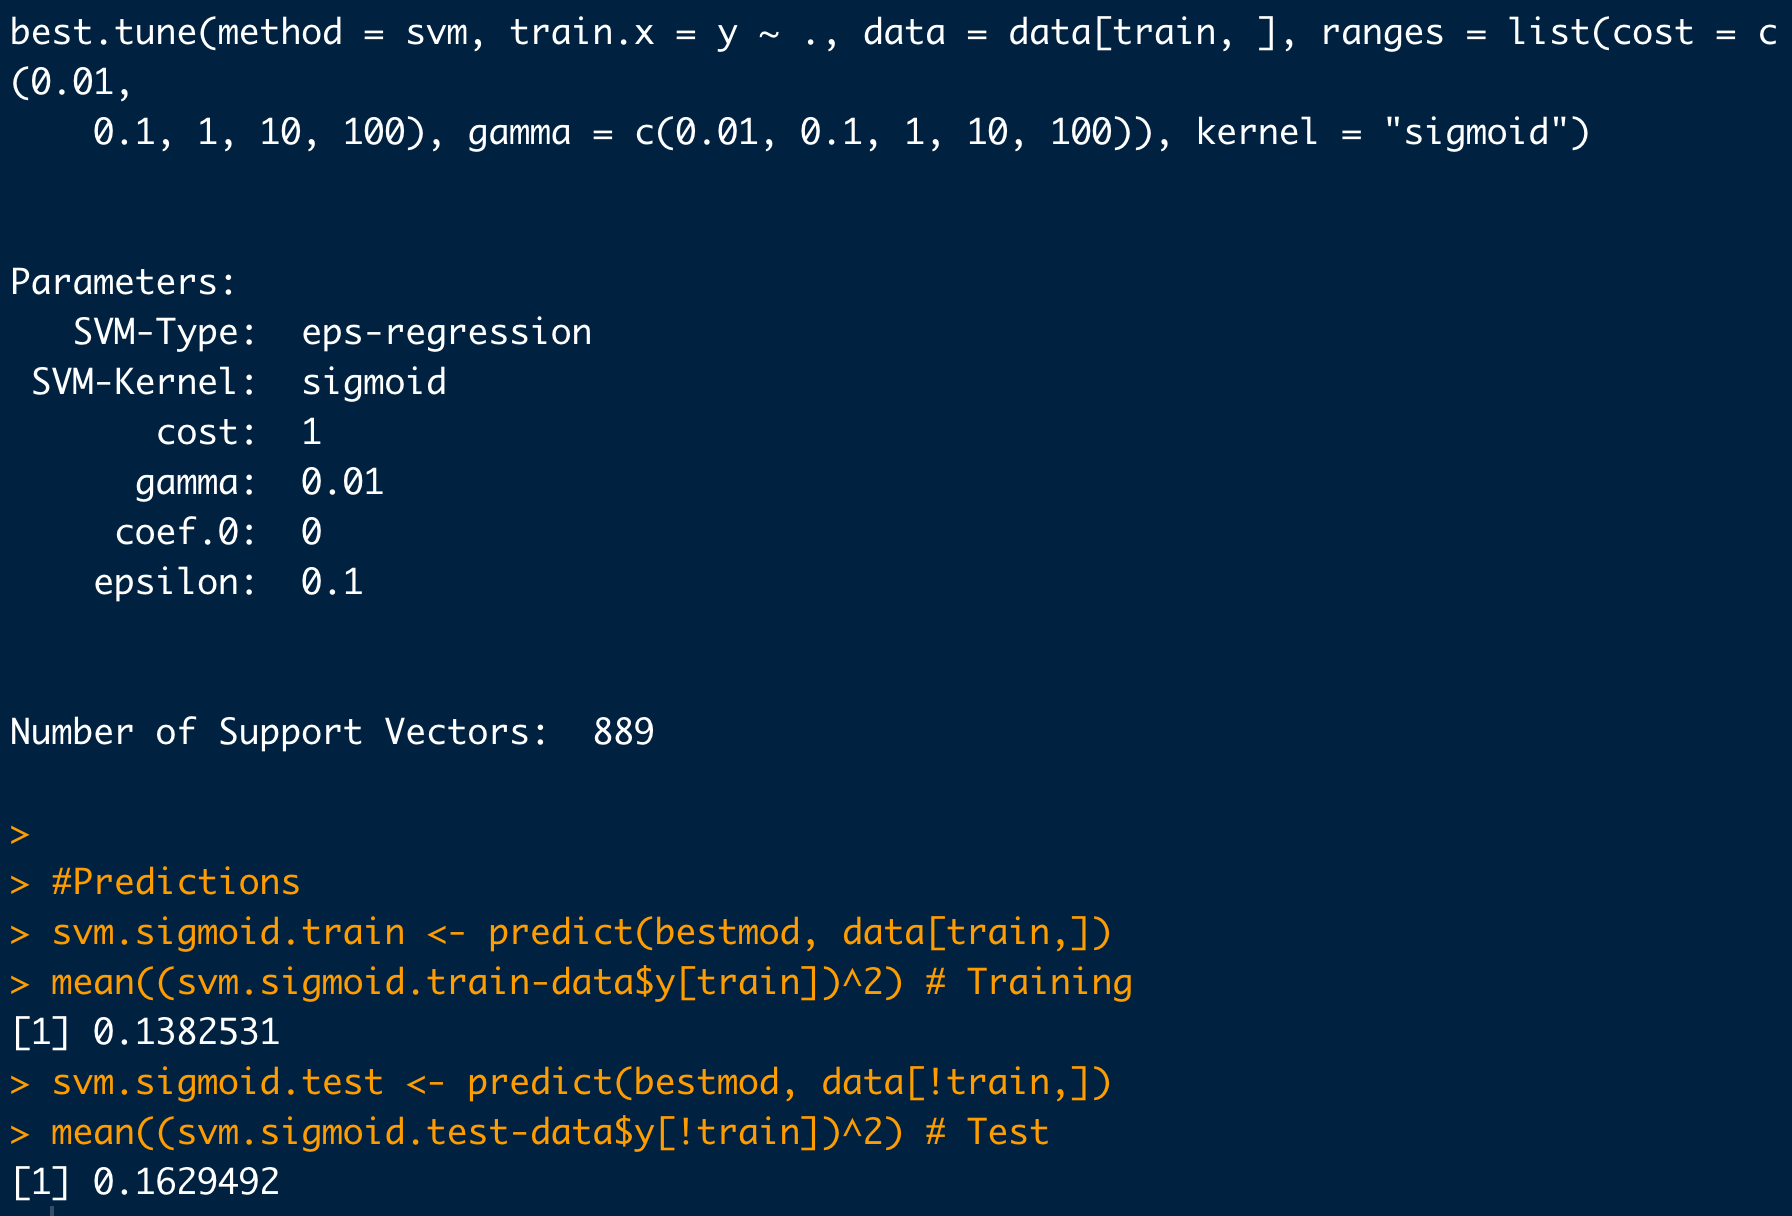 best.tune(method = svm, train.x = y ~ ., data = data[train, ], ranges = list(cost = c
(0.01,
    0.1, 1, 10, 100), gamma = c(0.01, 0.1, 1, 10, 100)), kernel = "sigmoid")
Parameters:
   SVM-Type:  eps-regression
 SVM-Kernel:  sigmoid
       cost:  1
      gamma:  0.01
     coef.0:  0
    epsilon:  0.1
Number of Support Vectors:  889
>
> #Predictions
> svm.sigmoid.train <- predict(bestmod, data[train,])
> mean((svm.sigmoid.train-data$y[train])^2) # Training
[1] 0.1382531
> svm.sigmoid.test <- predict(bestmod, data[!train,])
> mean((svm.sigmoid.test-data$y[!train])^2) # Test
[1] 0.1629492